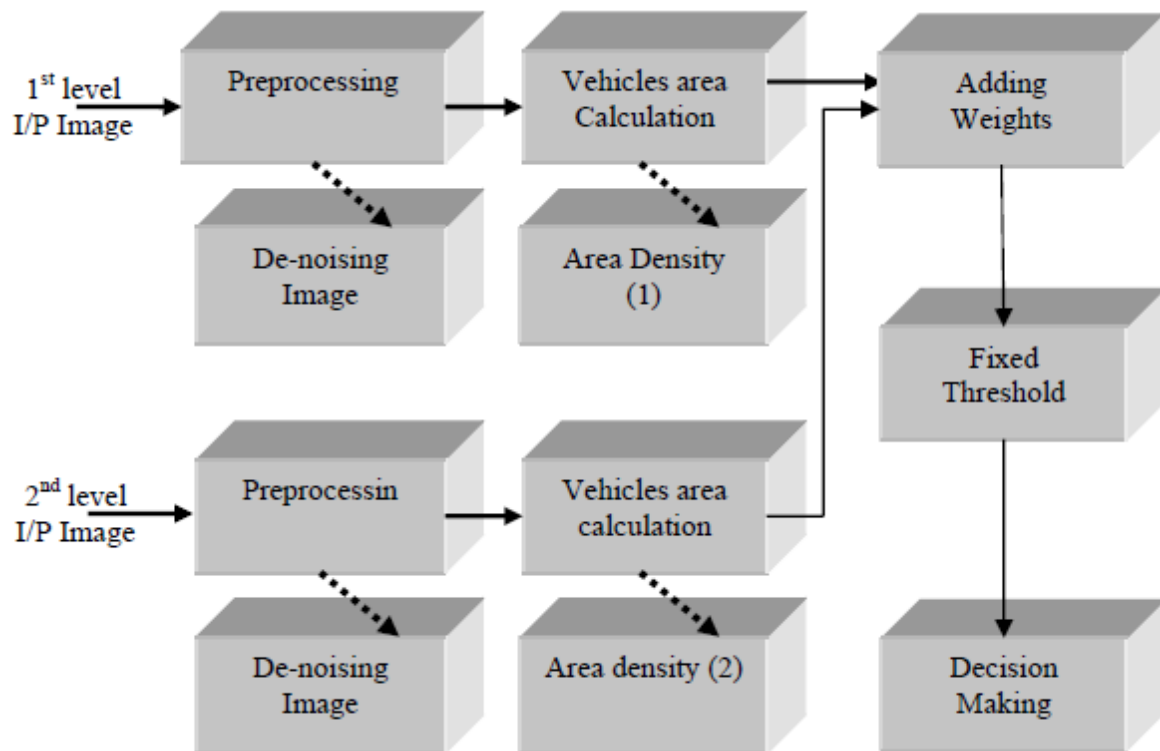 1st level
I/P Image
Preprocessing
Vehicles area
Calculation
Adding
Weights
De-noising
Image
Area Density
(1)
Fixed
Threshold
2nd level
I/P Image
Preprocessin
Vehicles area
calculation
De-noising
Image
Area density (2)
Decision
Making